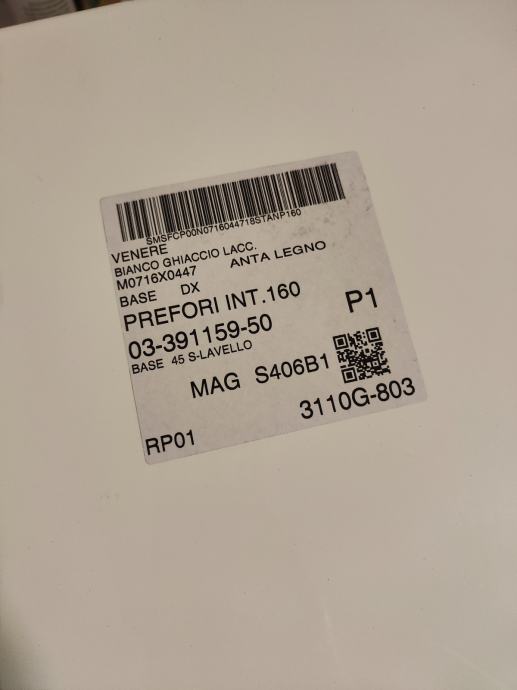 SMSFCP00N0716044718STANP160
VENERE
BIANCO GHIACCIO LACC.
M0716X0447 ANTA LEGNO
BASE DX
PREFORI INT.160
03-391159-50 P1
BASE 45 S-LAVELLO
MAG S406B1
3110G-803
RP01